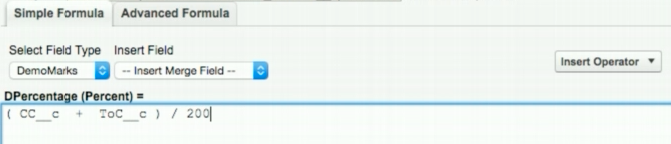 Simple Formula Advanced Formula
Select Field Type Insert Field
DemoMarks -- Insert Merge Field -- Insert Operator
DPercentage (Percent) =
( CC__c + ToC__c ) / 200